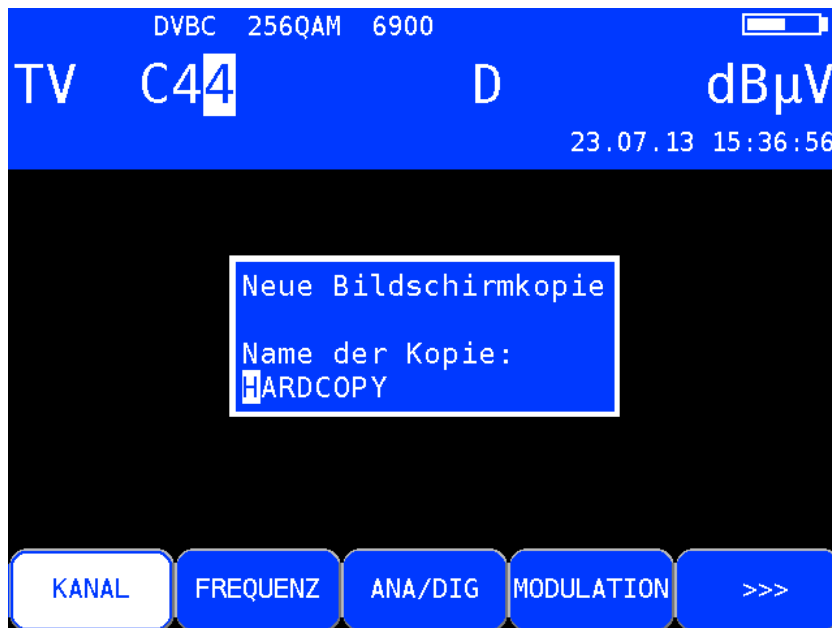 DVBC 256QAM 6900
TV C44 D dBµV
23.07.13 15:36:56
Neue Bildschirmkopie
Name der Kopie:
HARDCOPY
KANAL FREQUENZ ANA/DIG MODULATION >>>